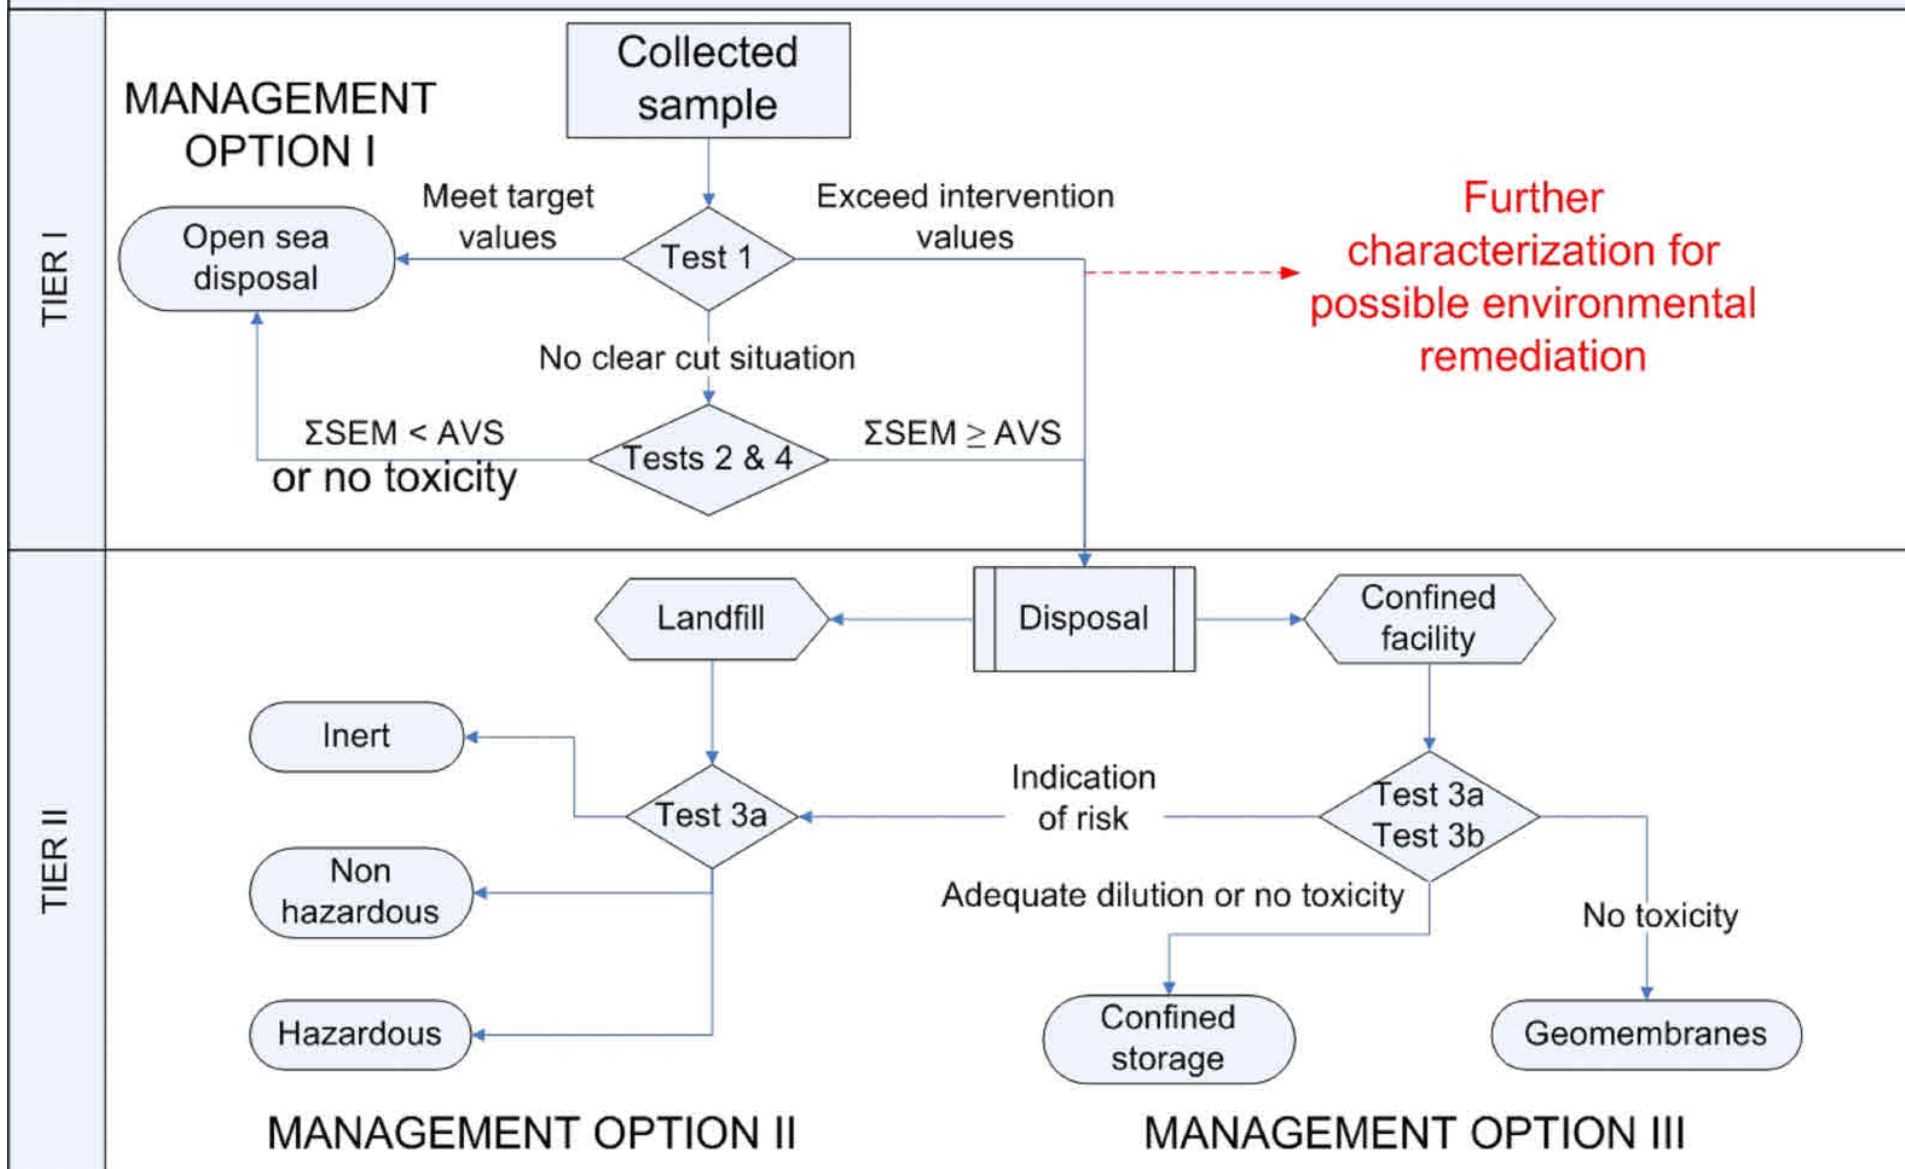 TIER I
MANAGEMENT
OPTION I
Collected
sample
Meet target
values
Exceed intervention
values
Open sea
disposal
Test 1
Further
characterization for
possible environmental
remediation
No clear cut situation
ΣSEM < AVS
or no toxicity
Tests 2 & 4
ΣSEM ≥ AVS
TIER II
Landfill
Disposal
Confined
facility
Inert
Test 3a
Indication
of risk
Test 3a
Test 3b
Non
hazardous
Adequate dilution or no toxicity
No toxicity
Hazardous
Confined
storage
Geomembranes
MANAGEMENT OPTION II
MANAGEMENT OPTION III